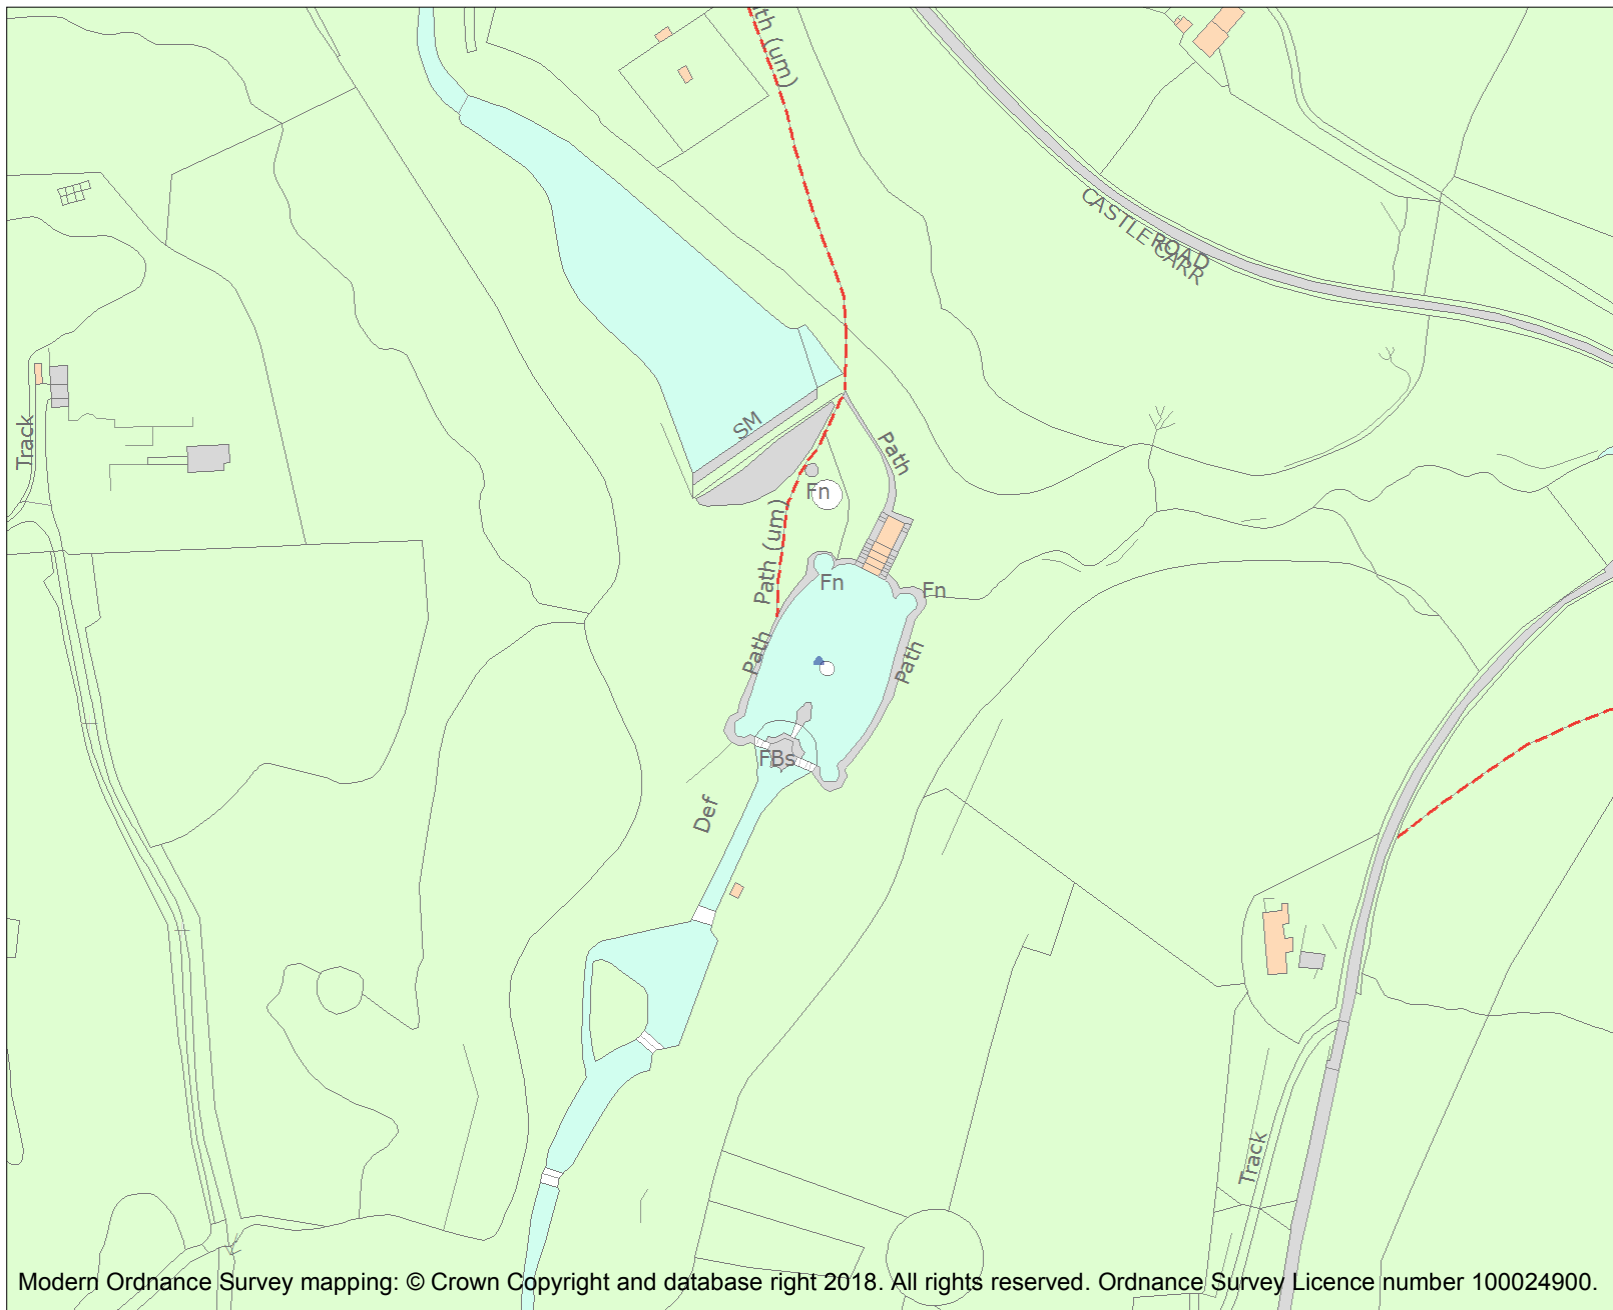 th (um)
CASTLE
ROAD
CARR
Track
SM
Path
Fn
Path (um)
Fn
Fn
Path
Path
FBs
Def
Track
Modern Ordnance Survey mapping: © Crown Copyright and database right 2018. All rights reserved. Ordnance Survey Licence number 100024900.